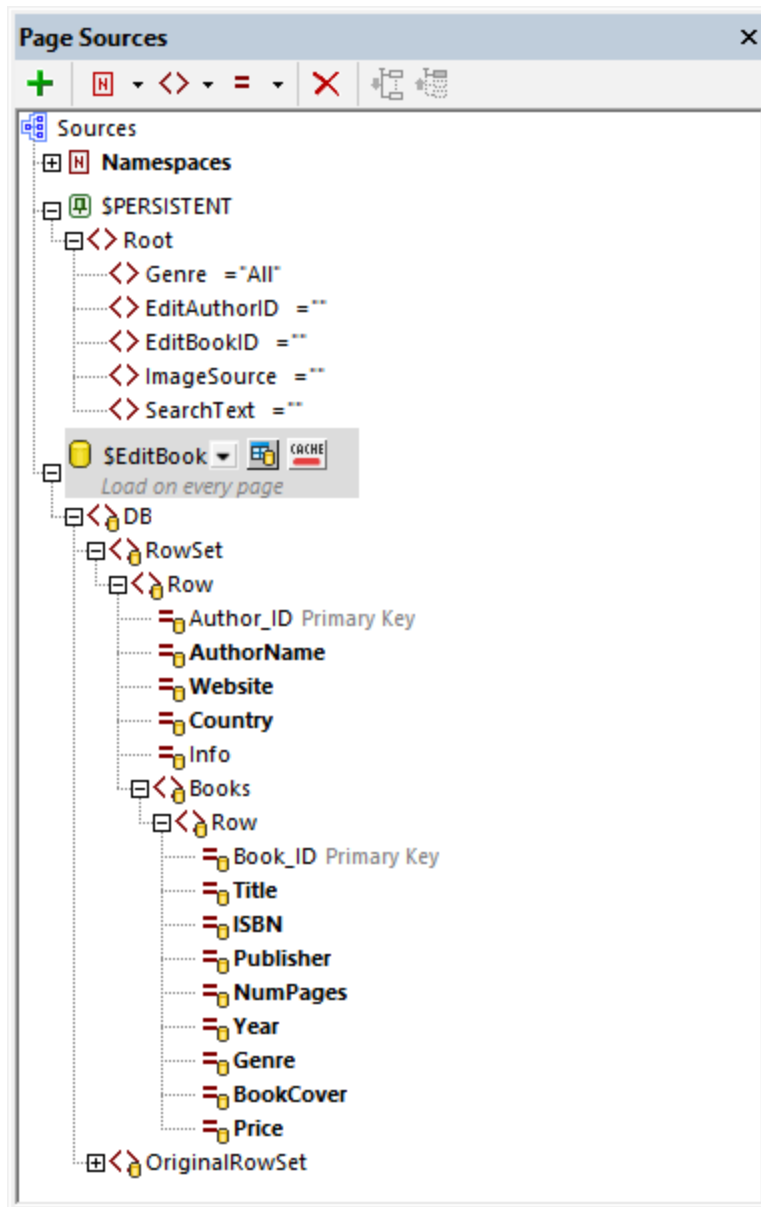 Page Sources
Sources
Namespaces
$PERSISTENT
Root
Genre ="All"
EditAuthorID =""
EditBookID =""
ImageSource =""
SearchText =""
$EditBook CACHE
Load on every page
DB
RowSet
Row
Author_ID Primary Key
AuthorName
Website
Country
Info
Books
Row
Book_ID Primary Key
Title
ISBN
Publisher
NumPages
Year
Genre
BookCover
Price
OriginalRowSet